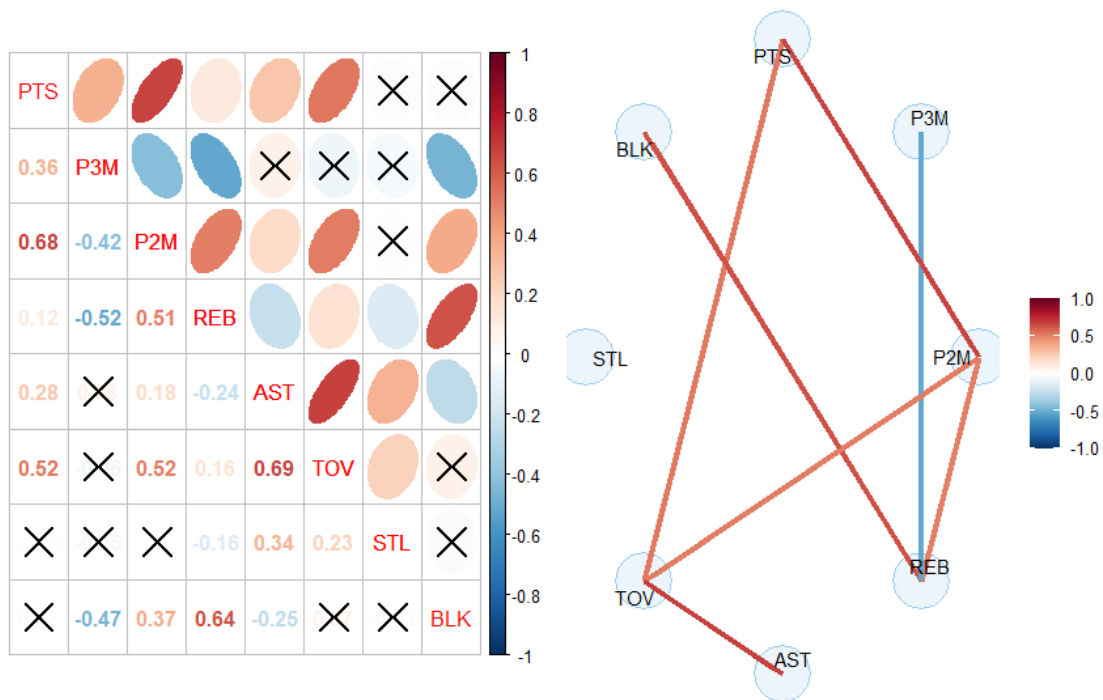 PTS
0.36 P3M
0.68 -0.42 P2M
0.12 -0.52 0.51 REB
0.28 0.18 -0.24 AST
0.52 0.52 0.16 0.69 TOV
-0.16 0.34 0.23 STL
-0.47 0.37 0.64 -0.25 BLK
1
0.8
0.6
0.4
0.2
0
-0.2
-0.4
-0.6
-0.8
-1
PTS
P3M
BLK
STL
P2M
TOV
REB
AST
1.0
0.5
0.0
-0.5
-1.0